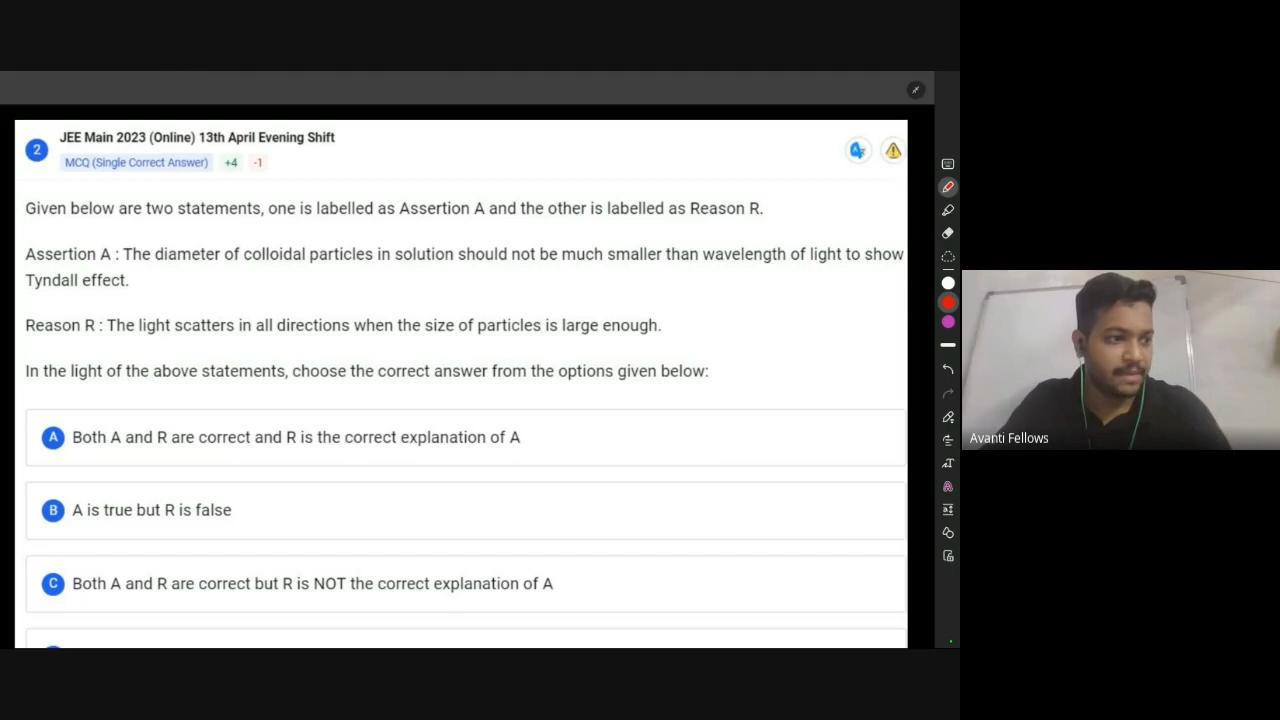 2
JEE Main 2023 (Online) 13th April Evening Shift
MCQ (Single Correct Answer) +4 -1
Given below are two statements, one is labelled as Assertion A and the other is labelled as Reason R.
Assertion A : The diameter of colloidal particles in solution should not be much smaller than wavelength of light to show
Tyndall effect.
Reason R : The light scatters in all directions when the size of particles is large enough.
In the light of the above statements, choose the correct answer from the options given below:
A Both A and R are correct and R is the correct explanation of A
B A is true but R is false
C Both A and R are correct but R is NOT the correct explanation of A
Avanti Fellows